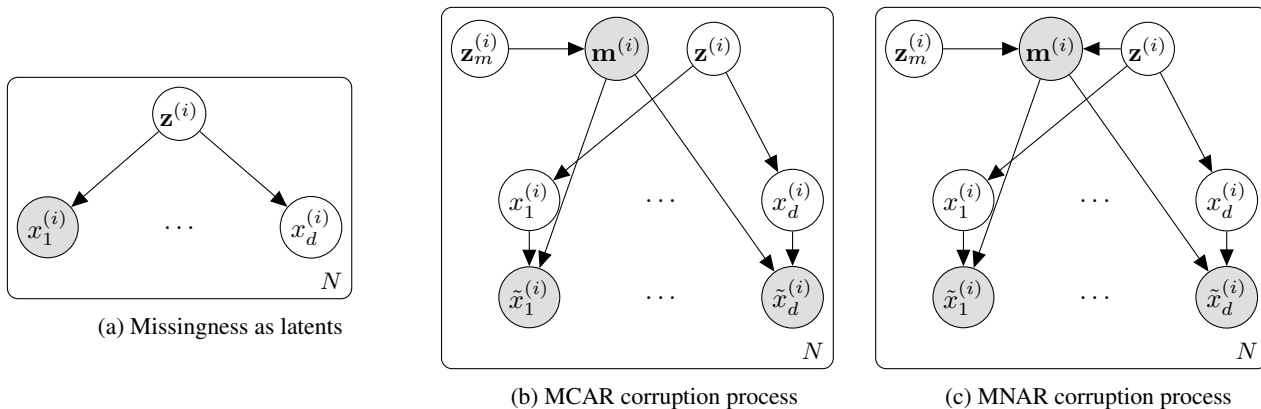 z^{(i)}
x_1^{(i)} ... x_d^{(i)}
N
(a) Missingness as latents
z_m^{(i)} m^{(i)} z^{(i)}
x_1^{(i)} ... x_d^{(i)}
x̃_1^{(i)} ... x̃_d^{(i)}
N
(b) MCAR corruption process
z_m^{(i)} m^{(i)} z^{(i)}
x_1^{(i)} ... x_d^{(i)}
x̃_1^{(i)} ... x̃_d^{(i)}
N
(c) MNAR corruption process